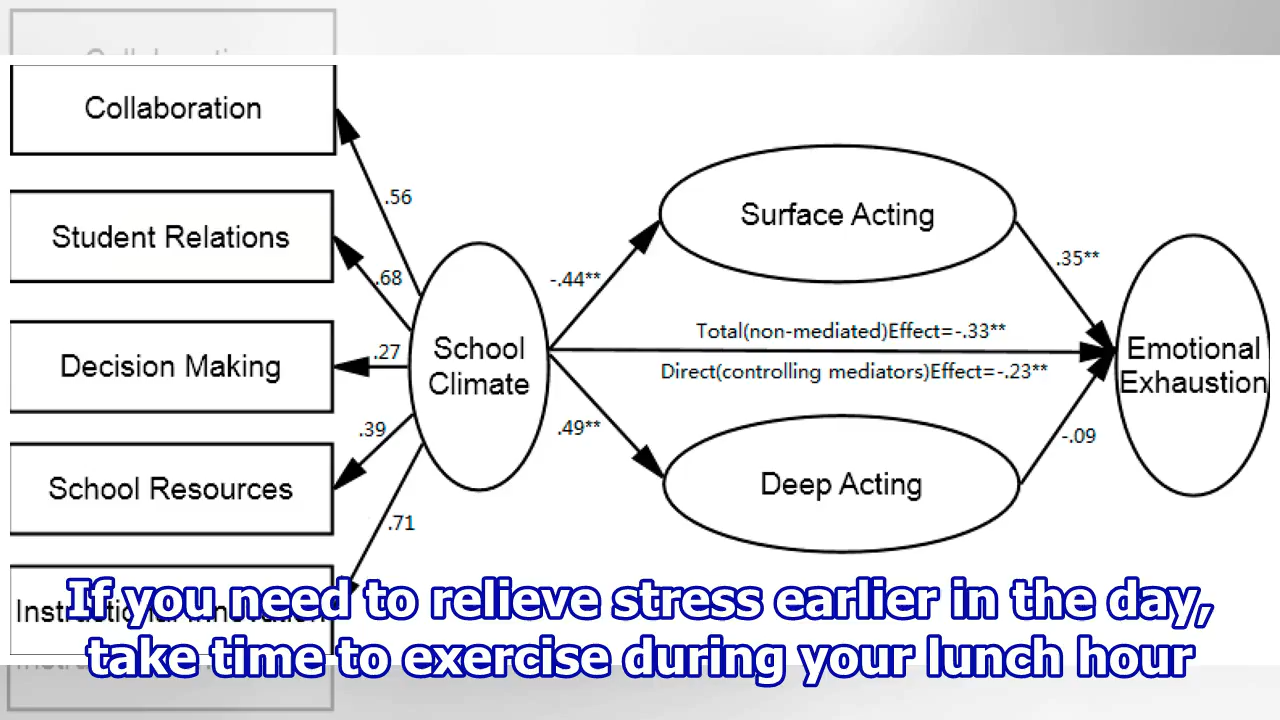 Collaboration
.56
Student Relations
.68
Decision Making
.27
School Resources
.39
Instructional Innovation
.71
School
Climate
-.44**
Surface Acting
.35**
Total(non-mediated)Effect=-.33**
Direct(controlling mediators)Effect=-.23**
.49**
Deep Acting
-.09
Emotional
Exhaustion
If you need to relieve stress earlier in the day,
take time to exercise during your lunch hour